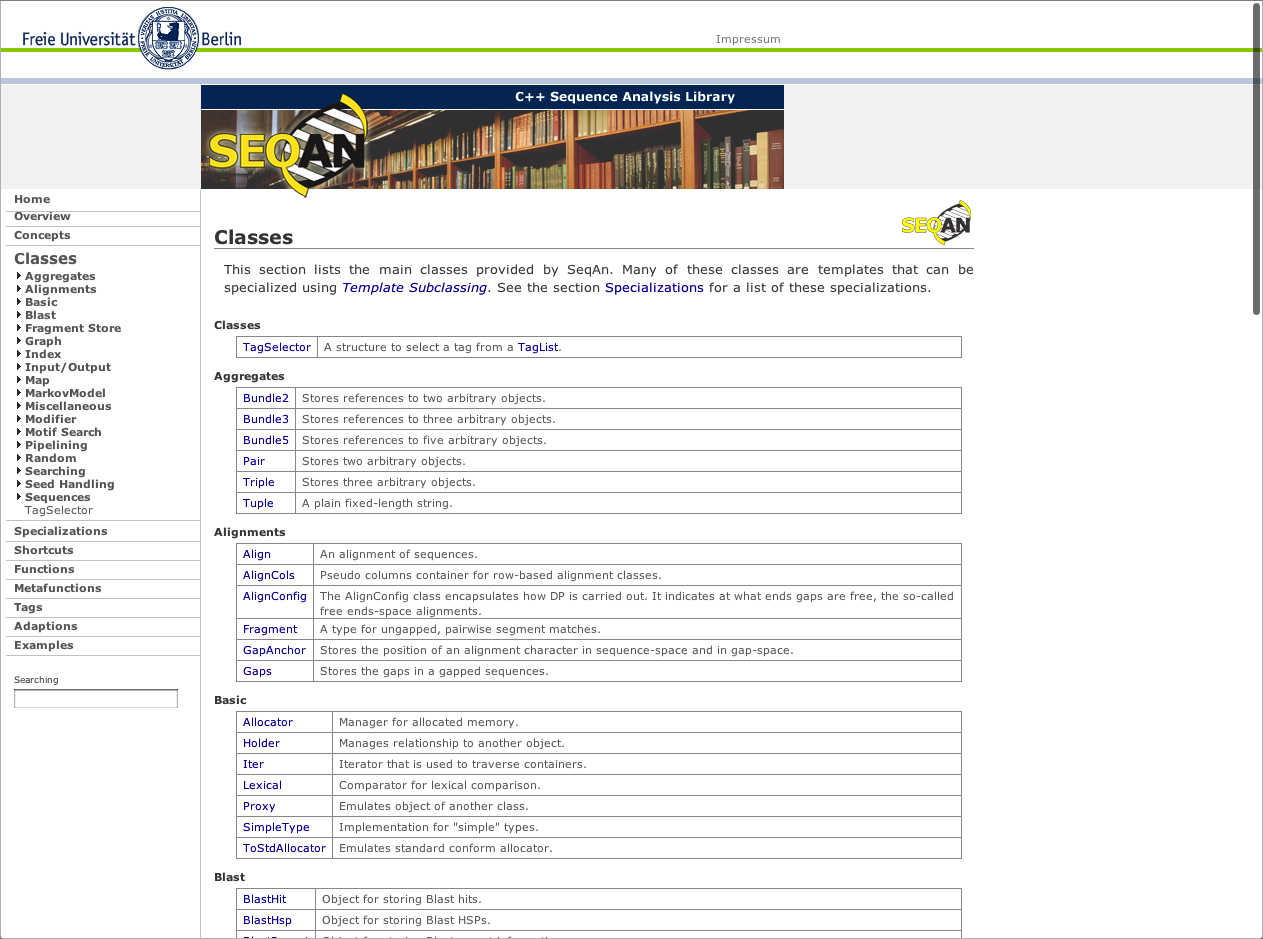 Freie Universität Berlin
Impressum
C++ Sequence Analysis Library
SEQAN
Home
Overview
Concepts
Classes
Aggregates
Alignments
Basic
Blast
Fragment Store
Graph
Index
Input/Output
Map
MarkovModel
Miscellaneous
Modifier
Motif Search
Pipelining
Random
Searching
Seed Handling
Sequences
TagSelector
Specializations
Shortcuts
Functions
Metafunctions
Tags
Adaptions
Examples
Searching
SEQAN
Classes
This section lists the main classes provided by SeqAn. Many of these classes are templates that can be
specialized using Template Subclassing. See the section Specializations for a list of these specializations.
Classes
TagSelector A structure to select a tag from a TagList.
Aggregates
Bundle2 Stores references to two arbitrary objects.
Bundle3 Stores references to three arbitrary objects.
Bundle5 Stores references to five arbitrary objects.
Pair Stores two arbitrary objects.
Triple Stores three arbitrary objects.
Tuple A plain fixed-length string.
Alignments
Align An alignment of sequences.
AlignCols Pseudo columns container for row-based alignment classes.
AlignConfig The AlignConfig class encapsulates how DP is carried out. It indicates at what ends gaps are free, the so-called
free ends-space alignments.
Fragment A type for ungapped, pairwise segment matches.
GapAnchor Stores the position of an alignment character in sequence-space and in gap-space.
Gaps Stores the gaps in a gapped sequences.
Basic
Allocator Manager for allocated memory.
Holder Manages relationship to another object.
Iter Iterator that is used to traverse containers.
Lexical Comparator for lexical comparison.
Proxy Emulates object of another class.
SimpleType Implementation for "simple" types.
ToStdAllocator Emulates standard conform allocator.
Blast
BlastHit Object for storing Blast hits.
BlastHsp Object for storing Blast HSPs.